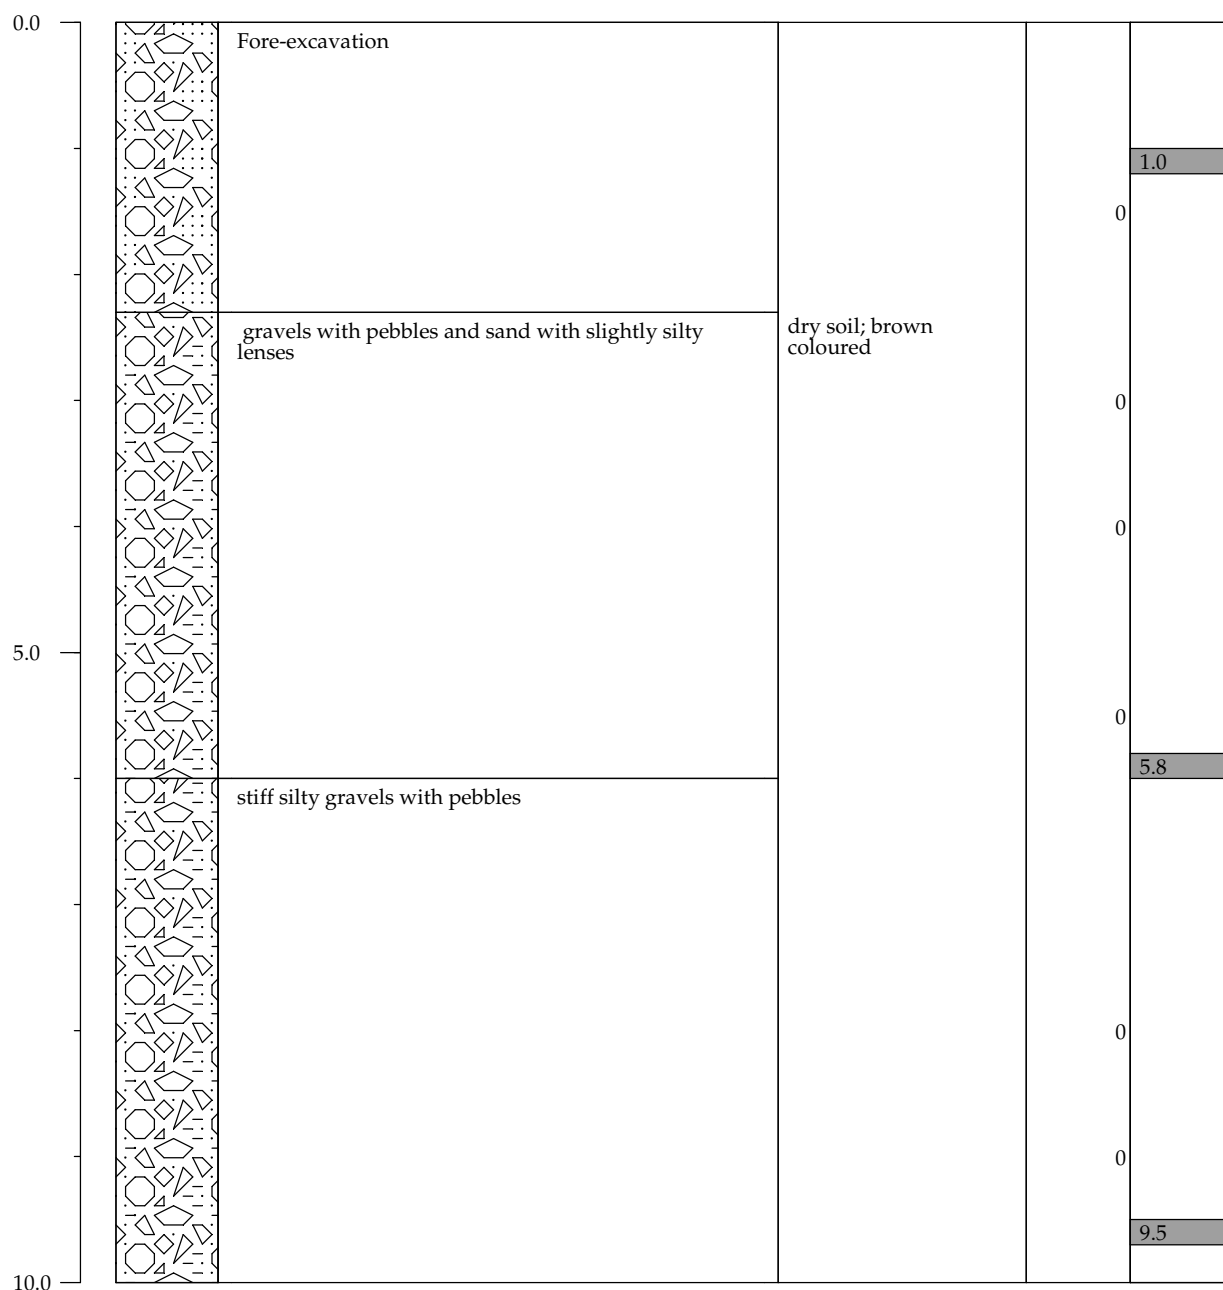 0.0
Fore-excavation
1.0
0
gravels with pebbles and sand with slightly silty
lenses
dry soil; brown
coloured
0
0
5.0
0
5.8
stiff silty gravels with pebbles
0
0
9.5
10.0